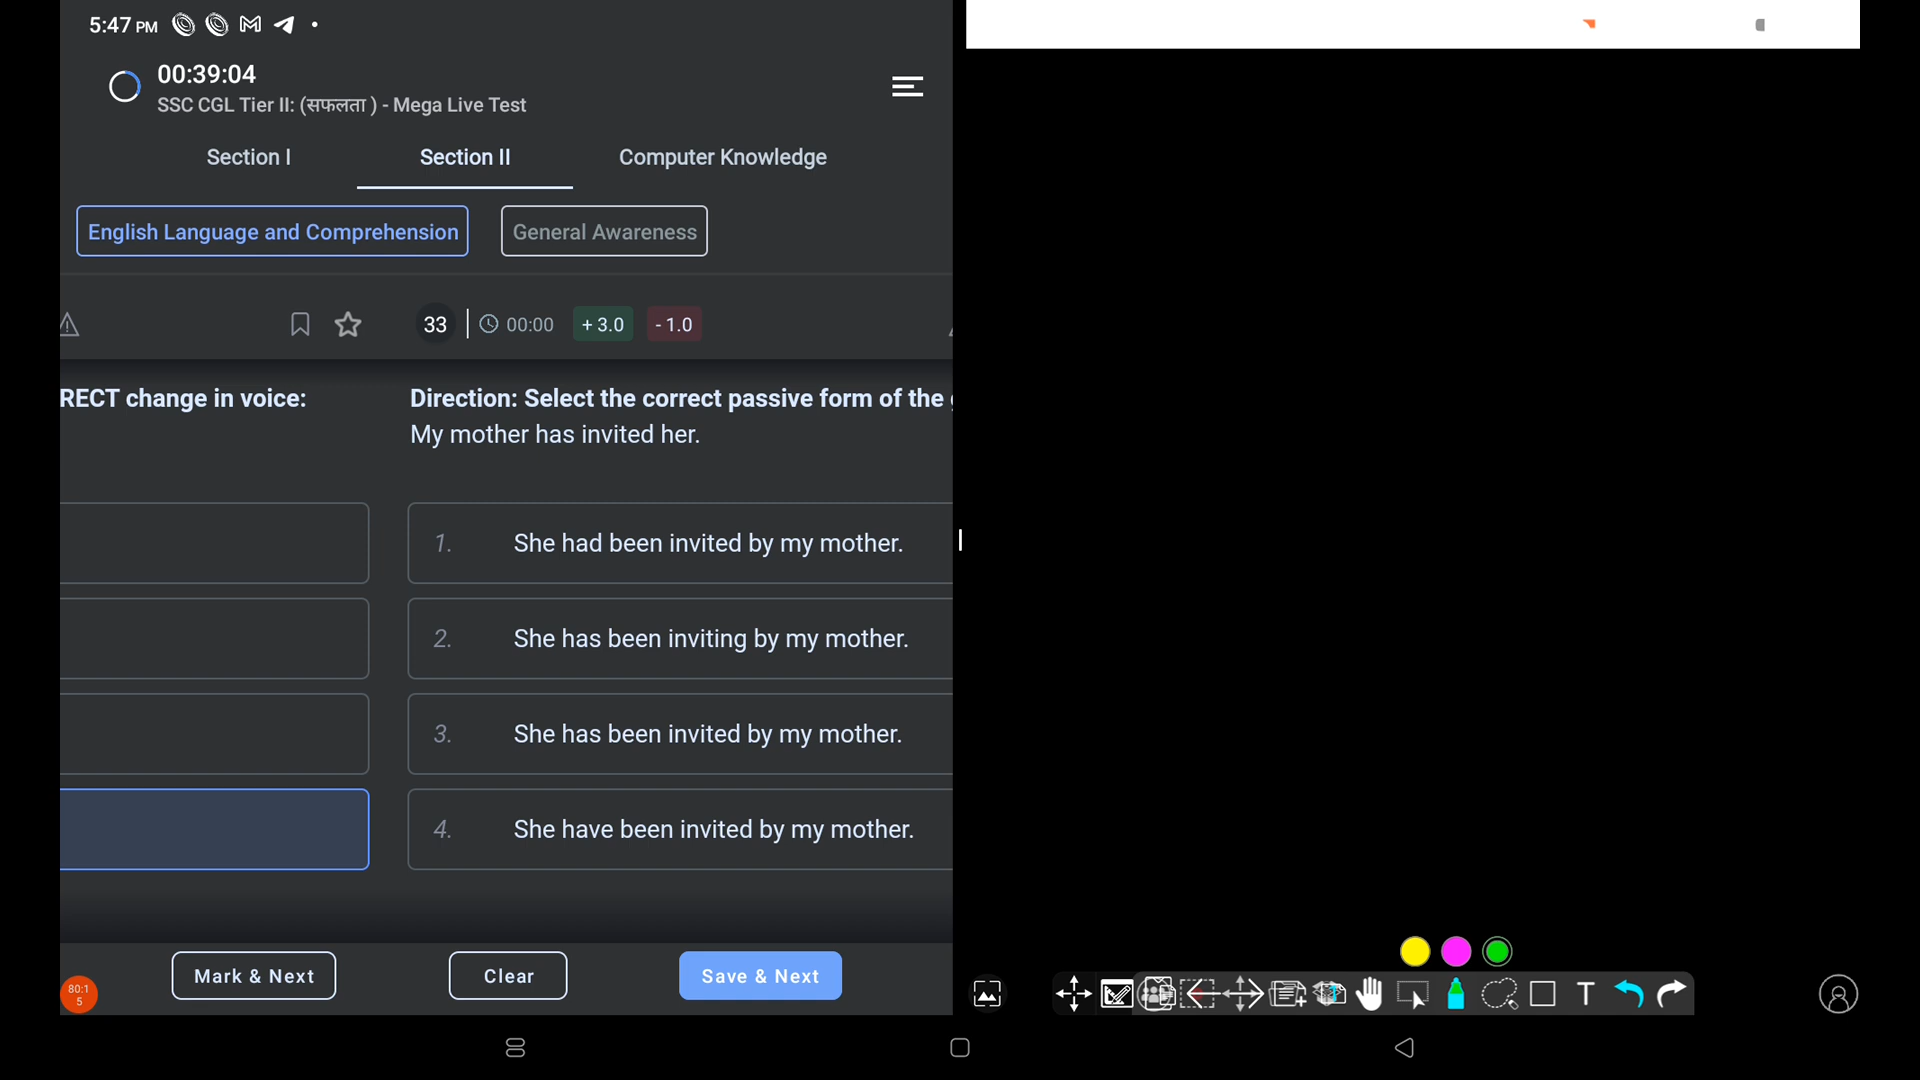 5:47 PM
00:39:04
SSC CGL Tier II: (सफलता ) - Mega Live Test
Section I
Section II
Computer Knowledge
English Language and Comprehension
General Awareness
33
00:00
+ 3.0
- 1.0
RECT change in voice:
Direction: Select the correct passive form of the
My mother has invited her.
1. She had been invited by my mother.
2. She has been inviting by my mother.
3. She has been invited by my mother.
4. She have been invited by my mother.
Mark & Next
Clear
Save & Next
80:1
5
T